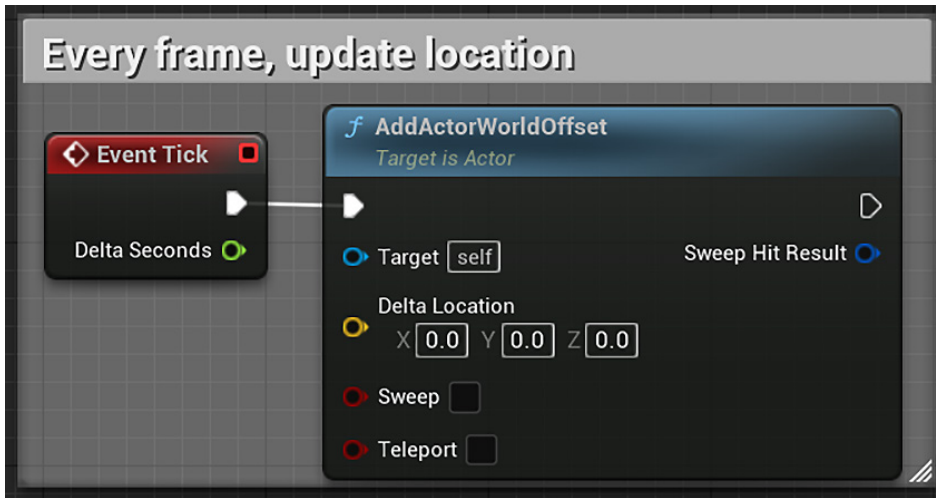 Every frame, update location
Event Tick
Delta Seconds
f AddActorWorldOffset
Target is Actor
Target self
Sweep Hit Result
Delta Location
X 0.0 Y 0.0 Z 0.0
Sweep
Teleport